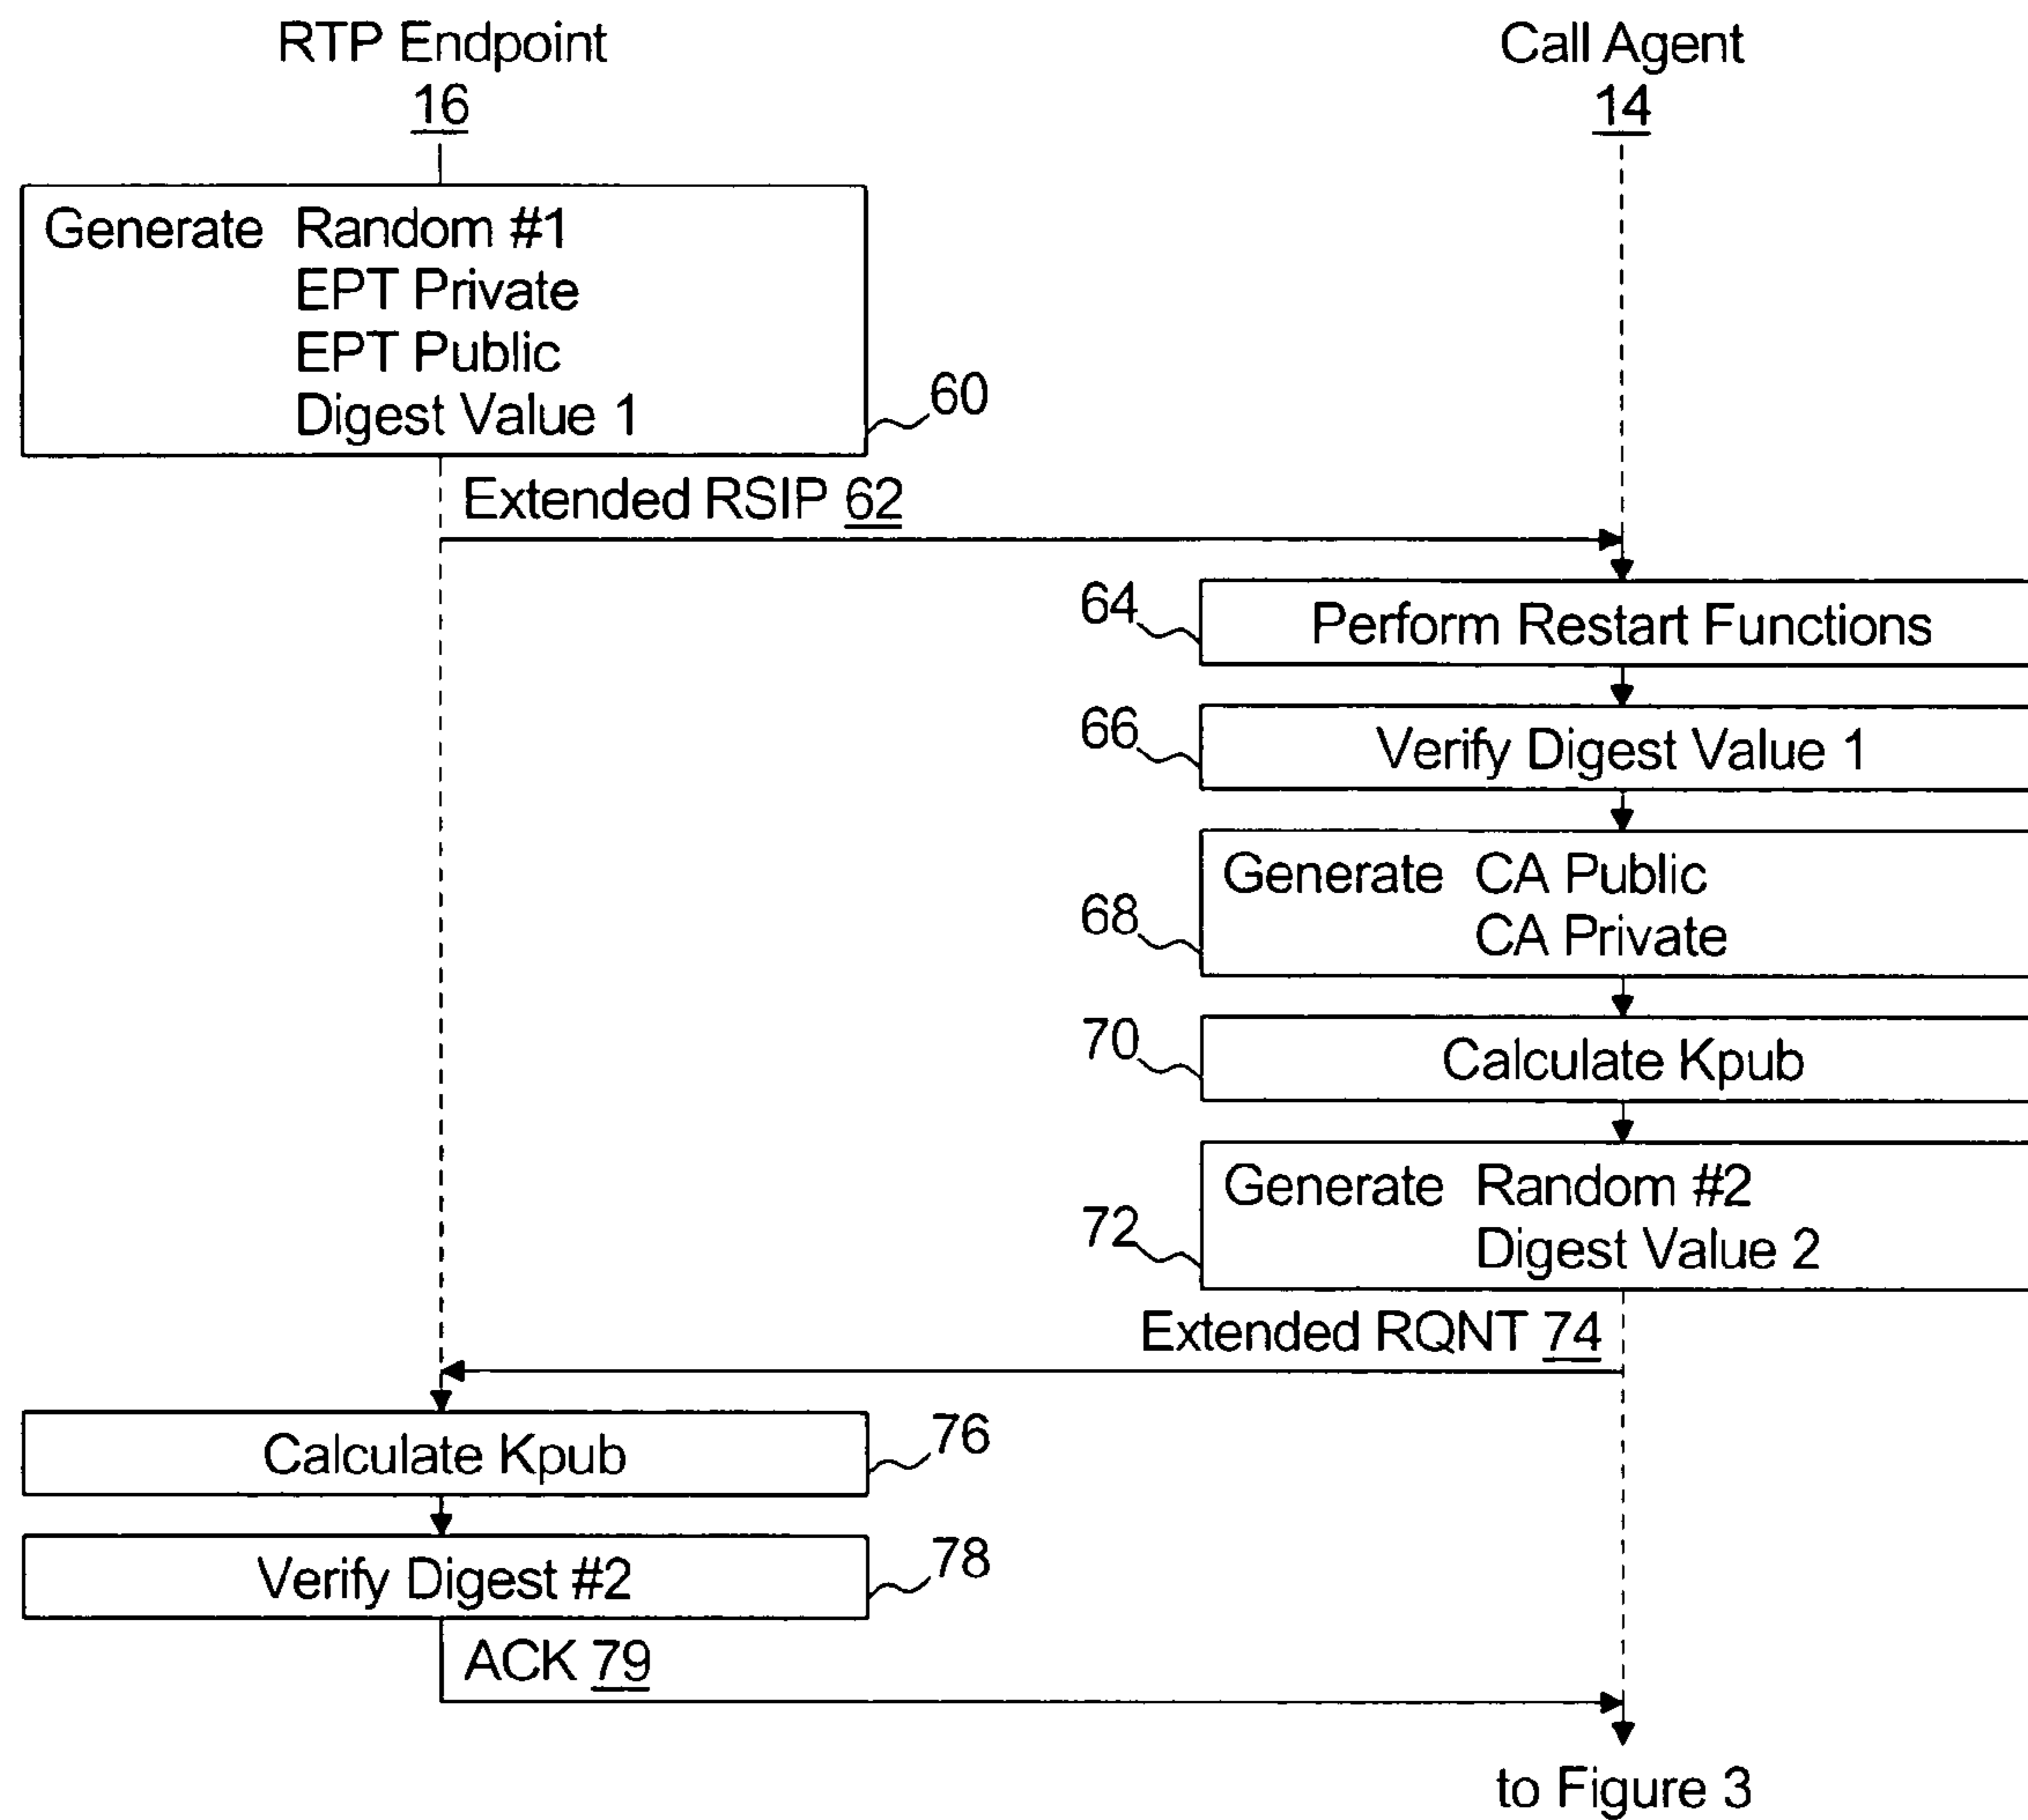 RTP Endpoint
16
Call Agent
14
Generate Random #1
EPT Private
EPT Public
Digest Value 1
60
Extended RSIP 62
64
Perform Restart Functions
66
Verify Digest Value 1
Generate CA Public
CA Private
68
70
Calculate Kpub
Generate Random #2
Digest Value 2
72
Extended RQNT 74
Calculate Kpub
76
Verify Digest #2
78
ACK 79
to Figure 3